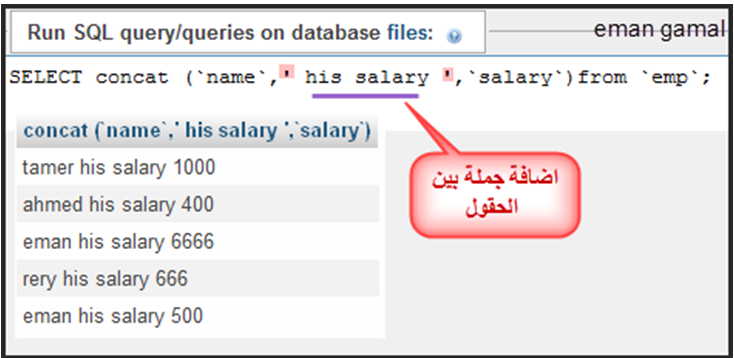 Run SQL query/queries on database files:
eman gamal
SELECT concat (`name`,' his salary ',`salary`)from `emp`;
concat (`name`,' his salary ',`salary`)
tamer his salary 1000
ahmed his salary 400
eman his salary 6666
rery his salary 666
eman his salary 500
اضافة جملة بين
الحقول